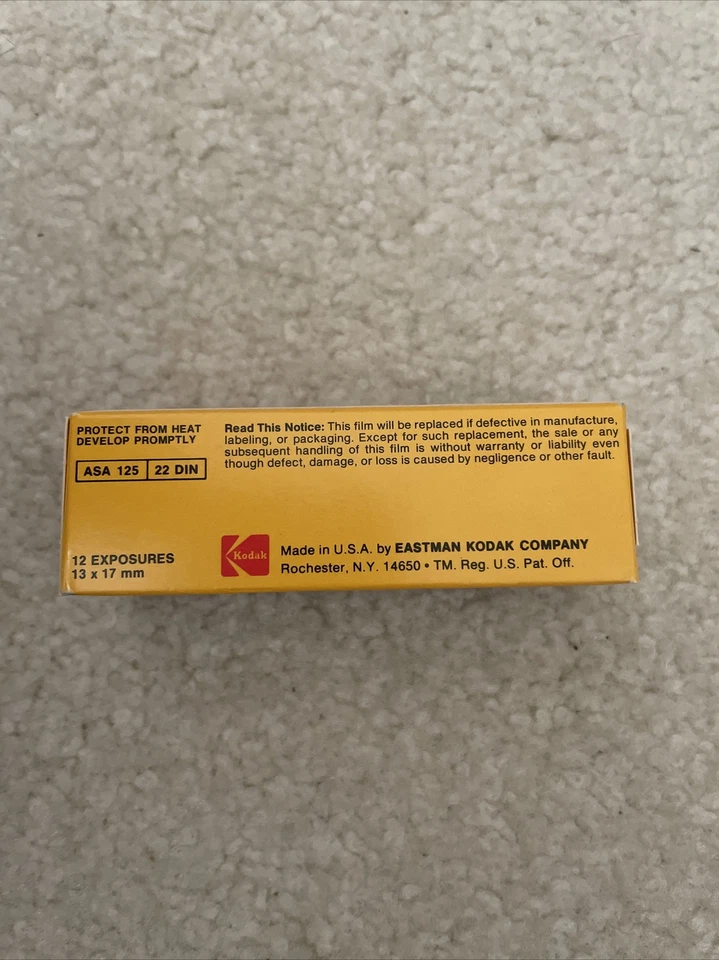 PROTECT FROM HEAT
DEVELOP PROMPTLY
ASA 125 22 DIN
12 EXPOSURES
13 x 17 mm
Read This Notice: This film will be replaced if defective in manufacture,
labeling, or packaging. Except for such replacement, the sale or any
subsequent handling of this film is without warranty or liability even
though defect, damage, or loss is caused by negligence or other fault.
Kodak
Made in U.S.A. by EASTMAN KODAK COMPANY
Rochester, N.Y. 14650 • TM. Reg. U.S. Pat. Off.